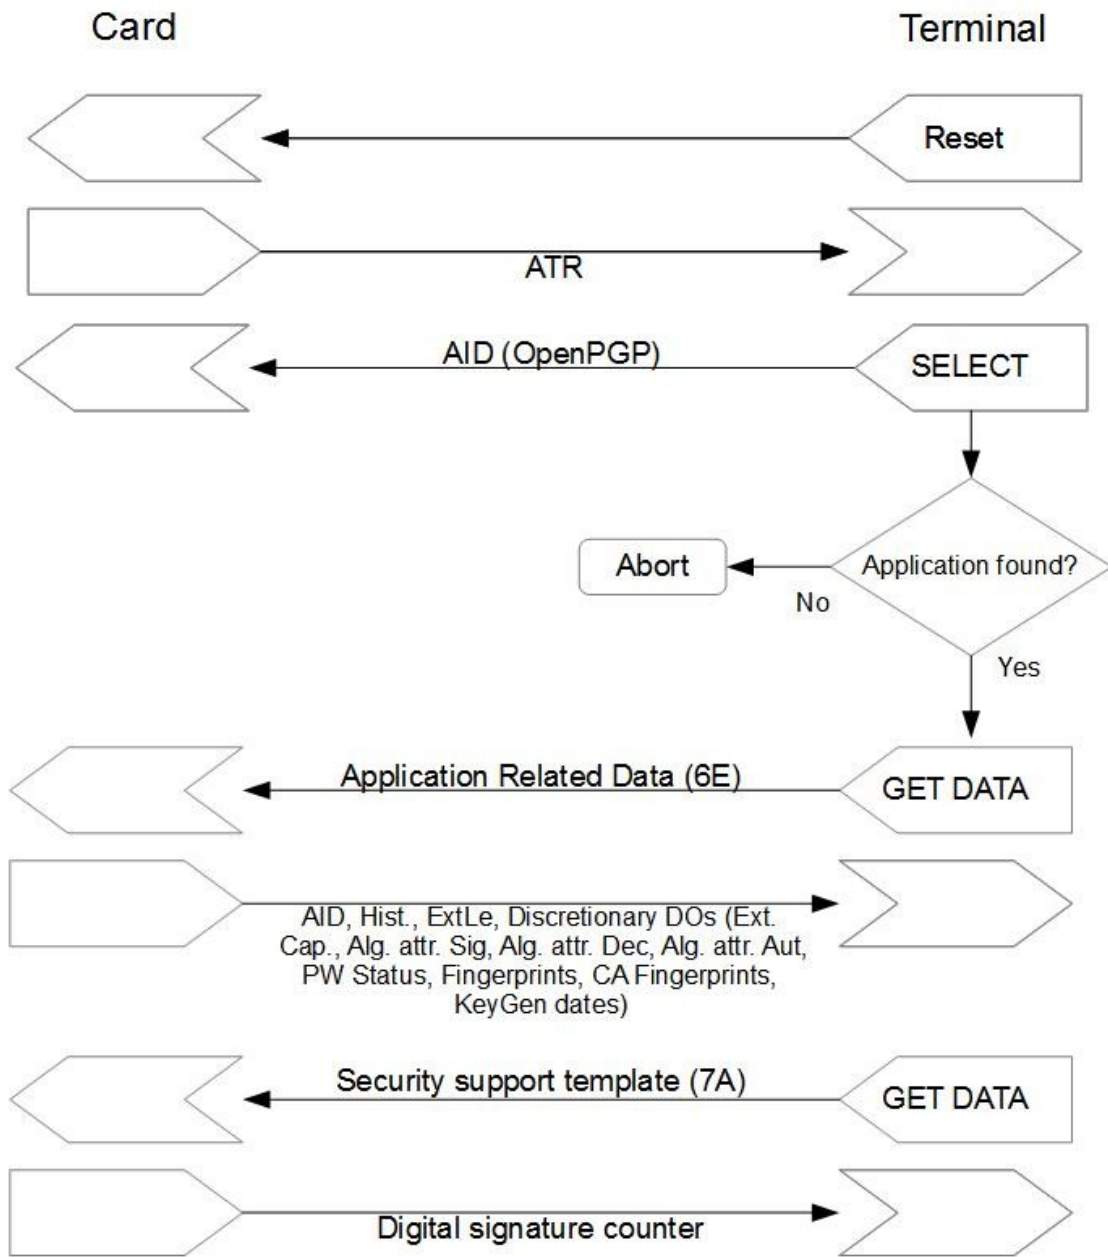 Card
Terminal
Reset
ATR
AID (OpenPGP)
SELECT
Application found?
Abort
No
Yes
Application Related Data (6E)
GET DATA
AID, Hist., ExtLe, Discretionary DOs (Ext.
Cap., Alg. attr. Sig, Alg. attr. Dec, Alg. attr. Aut,
PW Status, Fingerprints, CA Fingerprints,
KeyGen dates)
Security support template (7A)
GET DATA
Digital signature counter